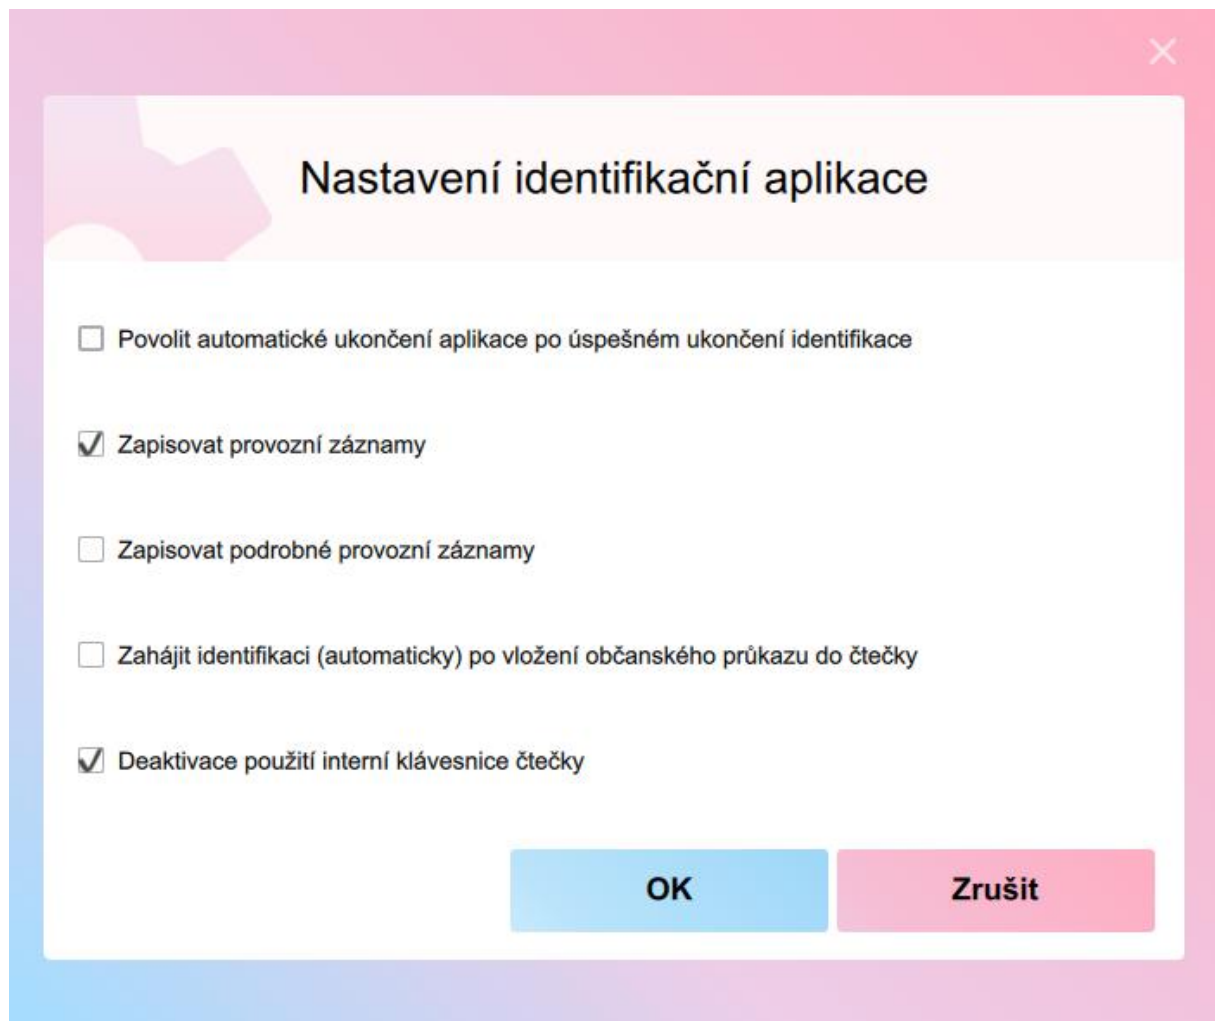 Nastavení identifikační aplikace
Povolit automatické ukončení aplikace po úspešném ukončení identifikace
Zapisovat provozní záznamy
Zapisovat podrobné provozní záznamy
Zahájit identifikaci (automaticky) po vložení občanského průkazu do čtečky
Deaktivace použití interní klávesnice čtečky
OK
Zrušit